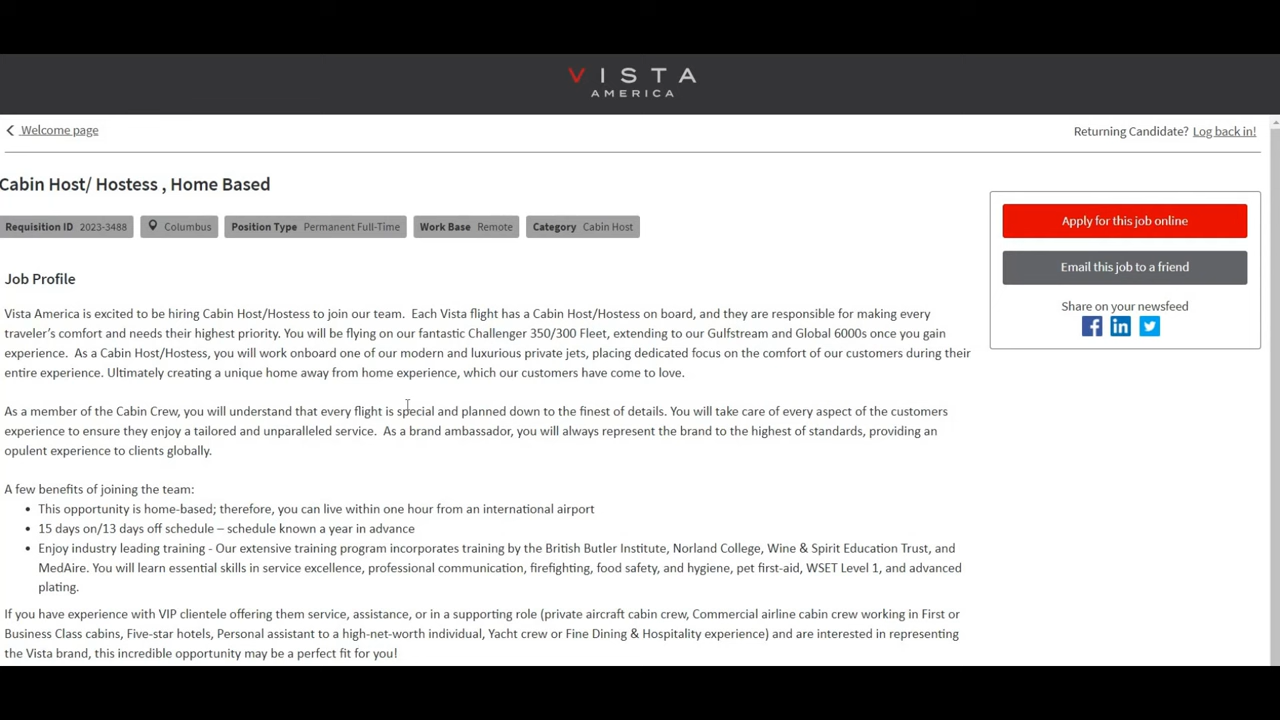 VISTA
AMERICA
Welcome page
Returning Candidate? Log back in!
Cabin Host/ Hostess , Home Based
Requisition ID 2023-3488 Columbus Position Type Permanent Full-Time Work Base Remote Category Cabin Host
Apply for this job online
Email this job to a friend
Share on your newsfeed
Job Profile
Vista America is excited to be hiring Cabin Host/Hostess to join our team. Each Vista flight has a Cabin Host/Hostess on board, and they are responsible for making every
traveler's comfort and needs their highest priority. You will be flying our domestic Challenger 350/300 Fleet, extending to our Gulfstream and Global 6000s once you gain
experience. As a Cabin Host/Hostess, you will work onboard one of our modern and luxurious private jets, placing dedicated focus on the comfort of our customers during their
entire experience. Ultimately creating a unique home away from home experience, which our customers have come to love.
As a member of the Cabin Crew, you will understand that every flight is special and planned down to the finest of details. You will take care of every aspect of the customers
experience to ensure they enjoy a tailored and unparalleled service. As a brand ambassador, you will always represent the brand to the highest of standards, providing an
opulent experience to clients globally.
A few benefits of joining the team:
• This opportunity is home-based; therefore, you can live within one hour from an international airport
• 15 days on/13 days off schedule – schedule known a year in advance
• Enjoy industry leading training - Our extensive training program incorporates training by the British Butler Institute, Norland College, Wine & Spirit Education Trust, and
MedAire. You will learn essential skills in service excellence, professional communication, firefighting, food safety, and hygiene, pet first-aid, WSET Level 1, and advanced
plating.
If you have experience with VIP clientele offering them service, assistance, or in a supporting role (private aircraft cabin crew, Commercial airline cabin crew working in First or
Business Class cabins, Five-star hotels, Personal assistant to a high-net-worth individual, Yacht crew or Fine Dining & Hospitality experience) and are interested in representing
the Vista brand, this incredible opportunity may be a perfect fit for you!